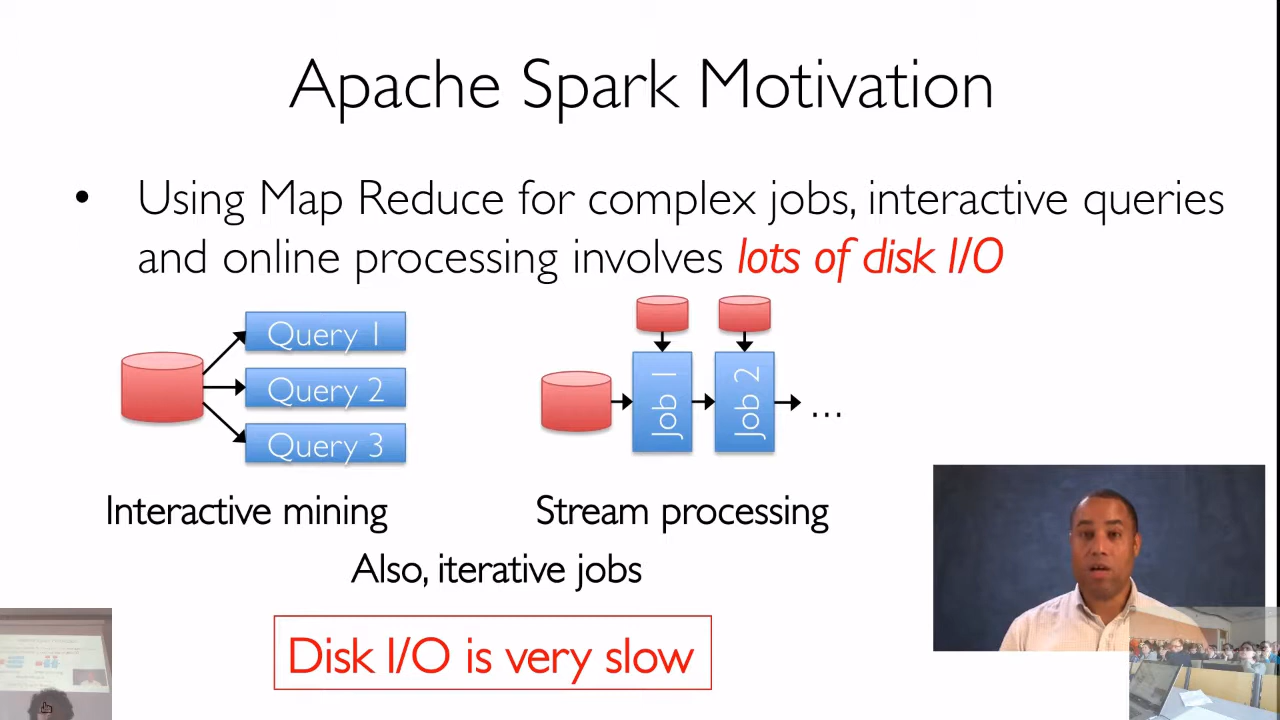 Apache Spark Motivation
• Using Map Reduce for complex jobs, interactive queries
and online processing involves lots of disk I/O
Query 1
Query 2
Query 3
Job 1
Job 2
...
Interactive mining
Stream processing
Also, iterative jobs
Disk I/O is very slow